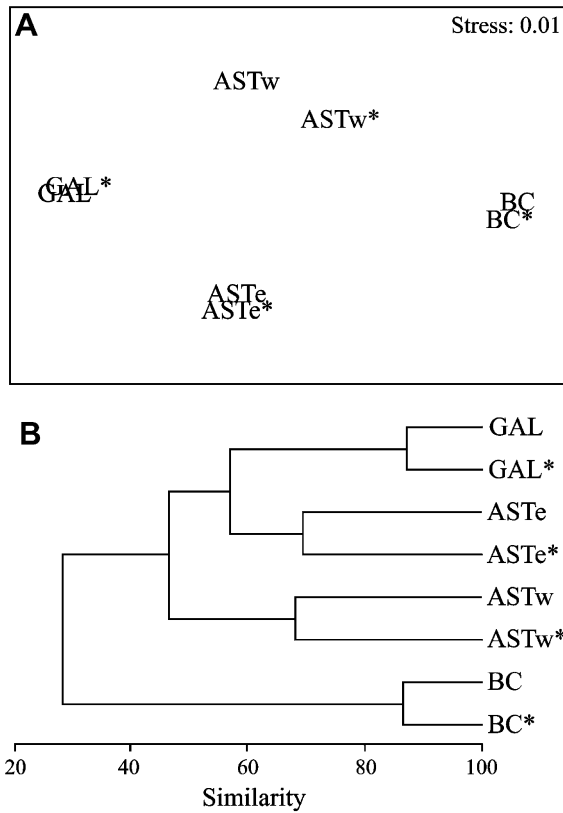 A
Stress: 0.01
ASTw
ASTw*
GAL*
GAL
BC
BC*
ASTe
ASTe*
B
GAL
GAL*
ASTe
ASTe*
ASTw
ASTw*
BC
BC*
20 40 60 80 100
Similarity